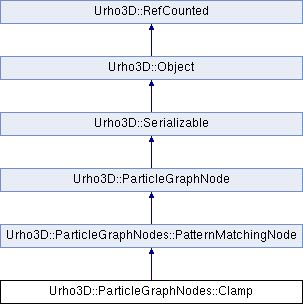 Urho3D::RefCounted
Urho3D::Object
Urho3D::Serializable
Urho3D::ParticleGraphNode
Urho3D::ParticleGraphNodes::PatternMatchingNode
Urho3D::ParticleGraphNodes::Clamp